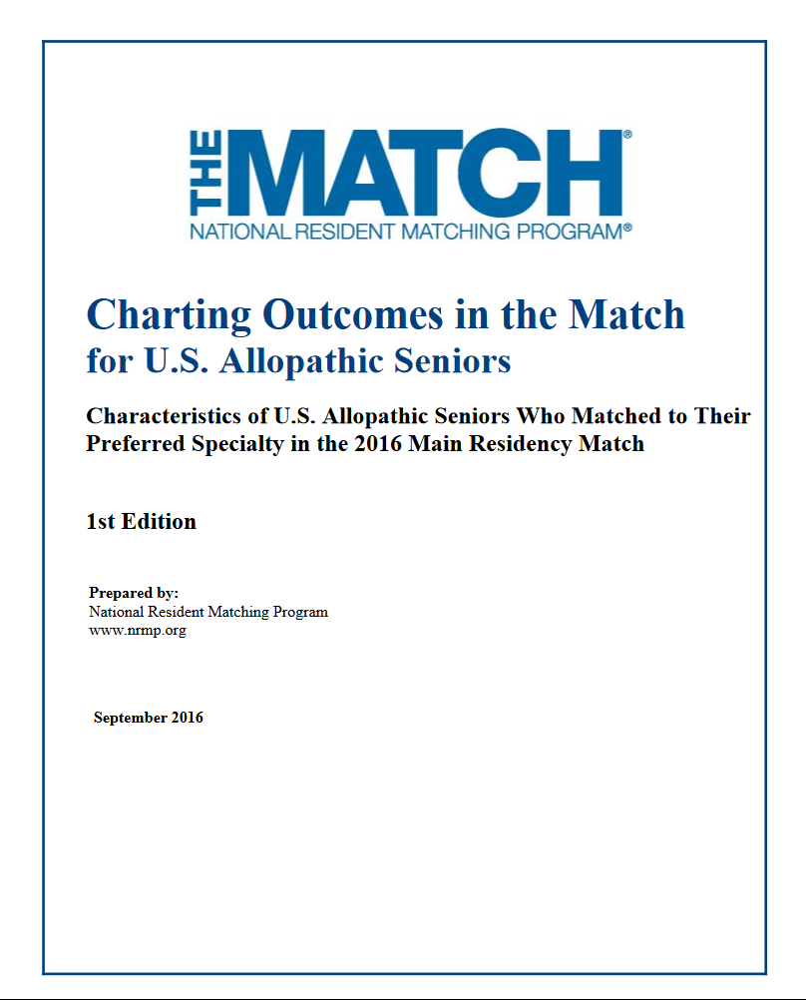 THE MATCH®
NATIONAL RESIDENT MATCHING PROGRAM®
Charting Outcomes in the Match
for U.S. Allopathic Seniors
Characteristics of U.S. Allopathic Seniors Who Matched to Their
Preferred Specialty in the 2016 Main Residency Match
1st Edition
Prepared by:
National Resident Matching Program
www.nrmp.org
September 2016